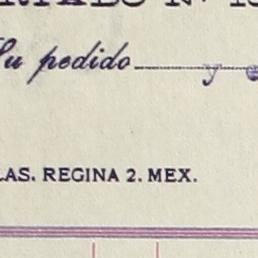 Su pedido y
LAS. REGINA 2. MEX.